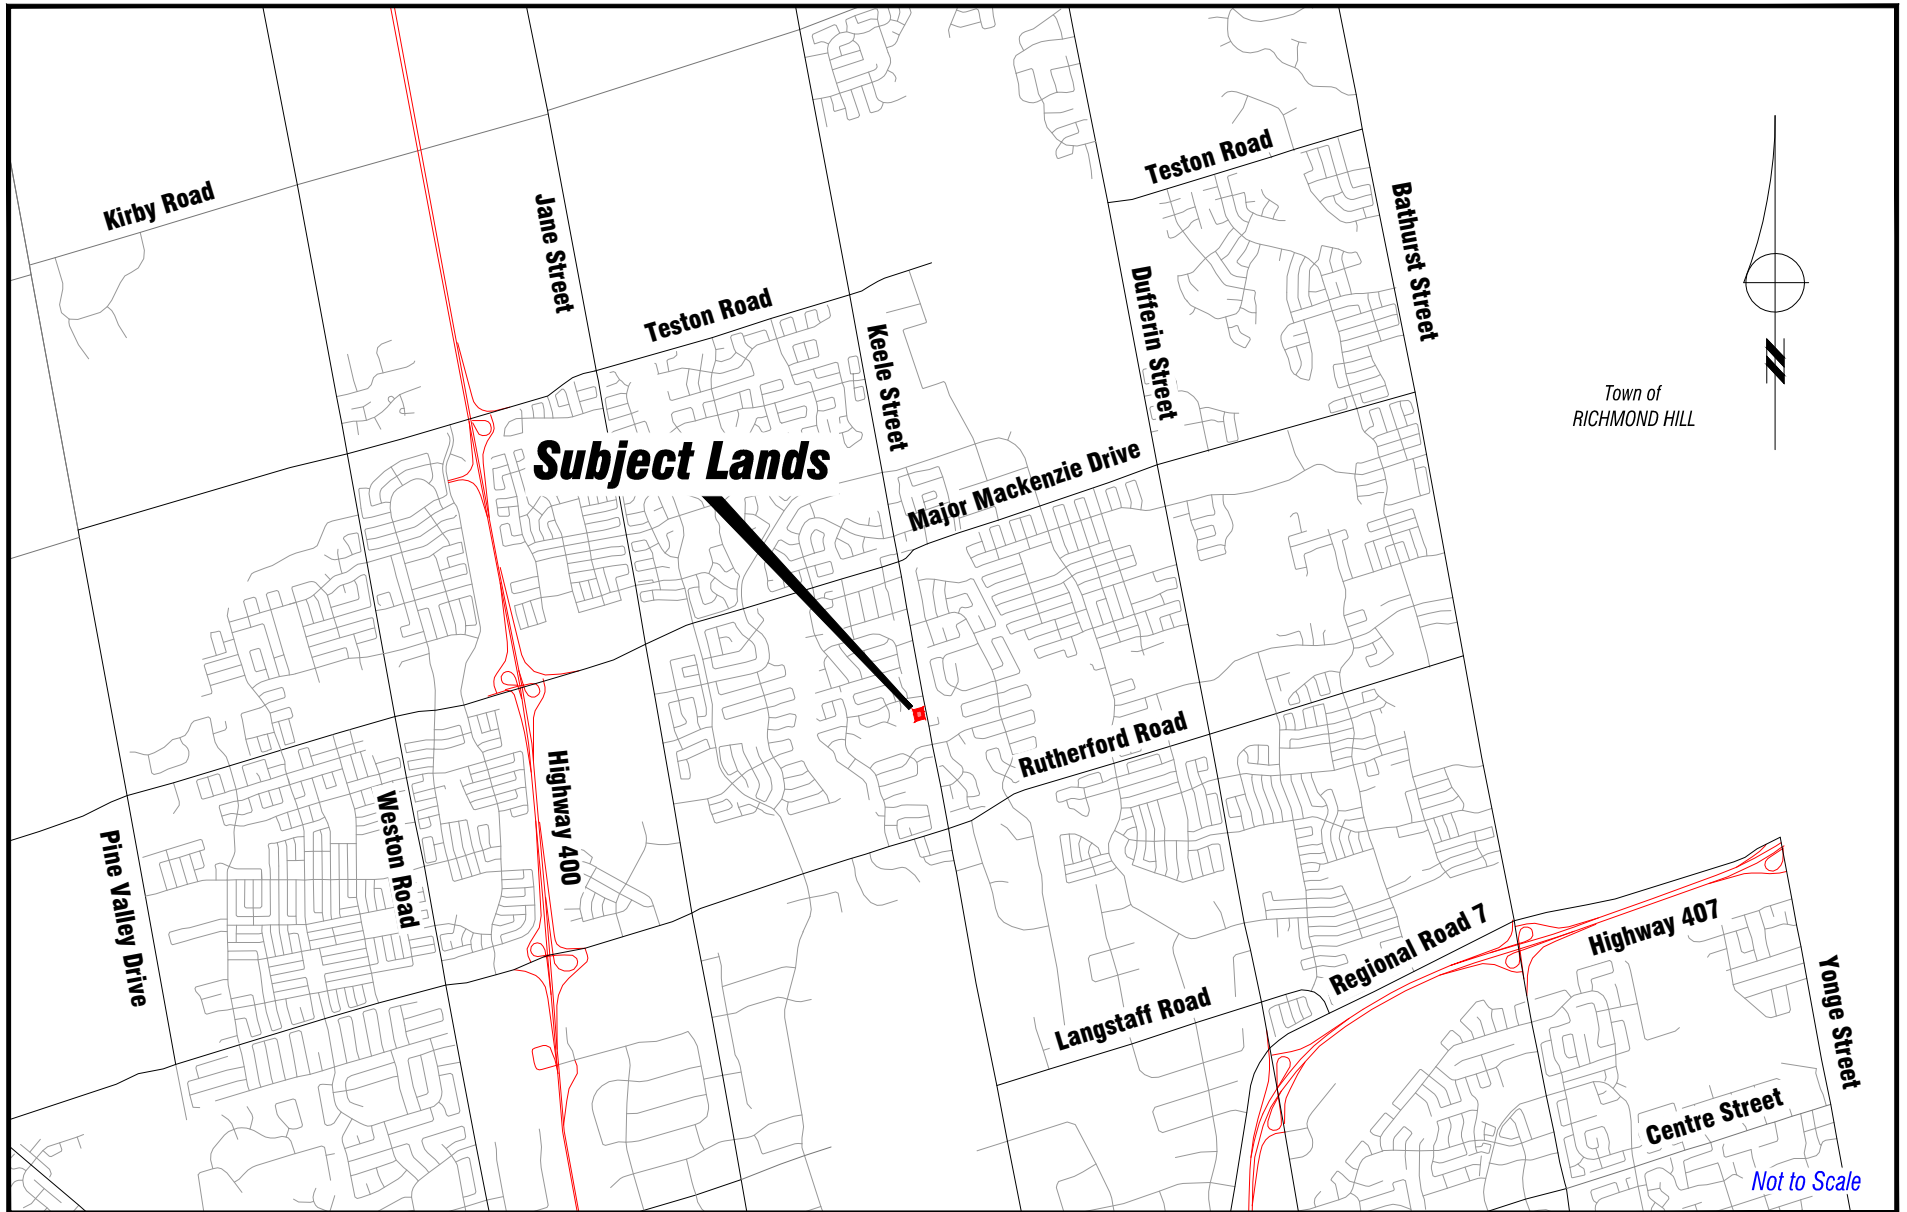 Kirby Road
Jane Street
Teston Road
Bathurst Street
Teston Road
Dufferin Street
Keele Street
Town of
RICHMOND HILL
N
Subject Lands
Major Mackenzie Drive
Rutherford Road
Highway 400
Weston Road
Pine Valley Drive
Regional Road 7
Highway 407
Langstaff Road
Yonge Street
Centre Street
Not to Scale